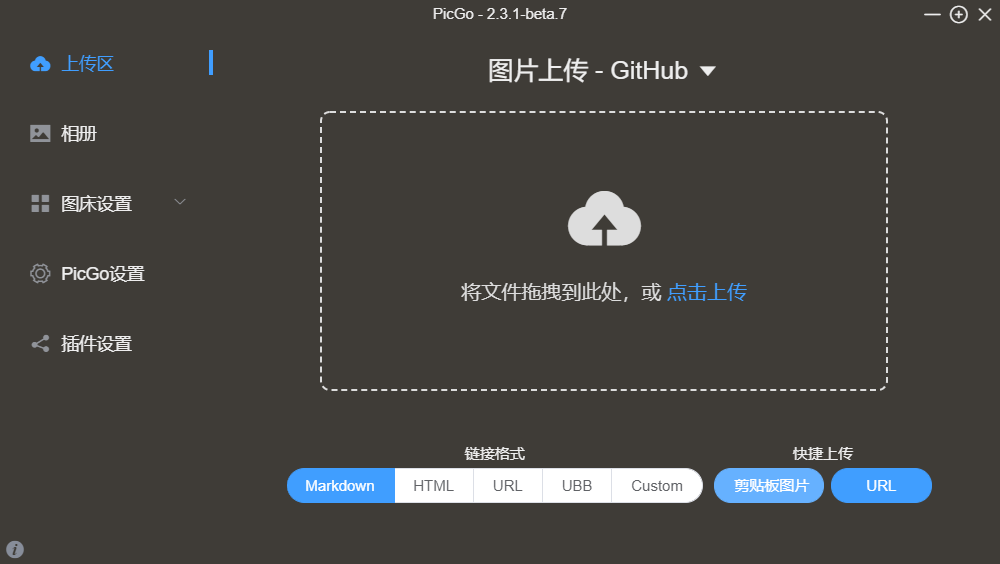 PicGo - 2.3.1-beta.7
上传区
相册
图床设置
PicGo设置
插件设置
图片上传 - GitHub
将文件拖拽到此处，或 点击上传
链接格式
Markdown
HTML
URL
UBB
Custom
快捷上传
剪贴板图片
URL